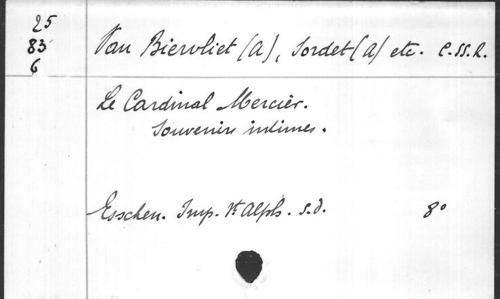 25
83
6
Van Biervliet (A), Sordet (A) etc. C.SS.R.
Le Cardinal Mercier.
Souvenirs intimes.
Esschen. Imp. St Alph. s.d. 8°